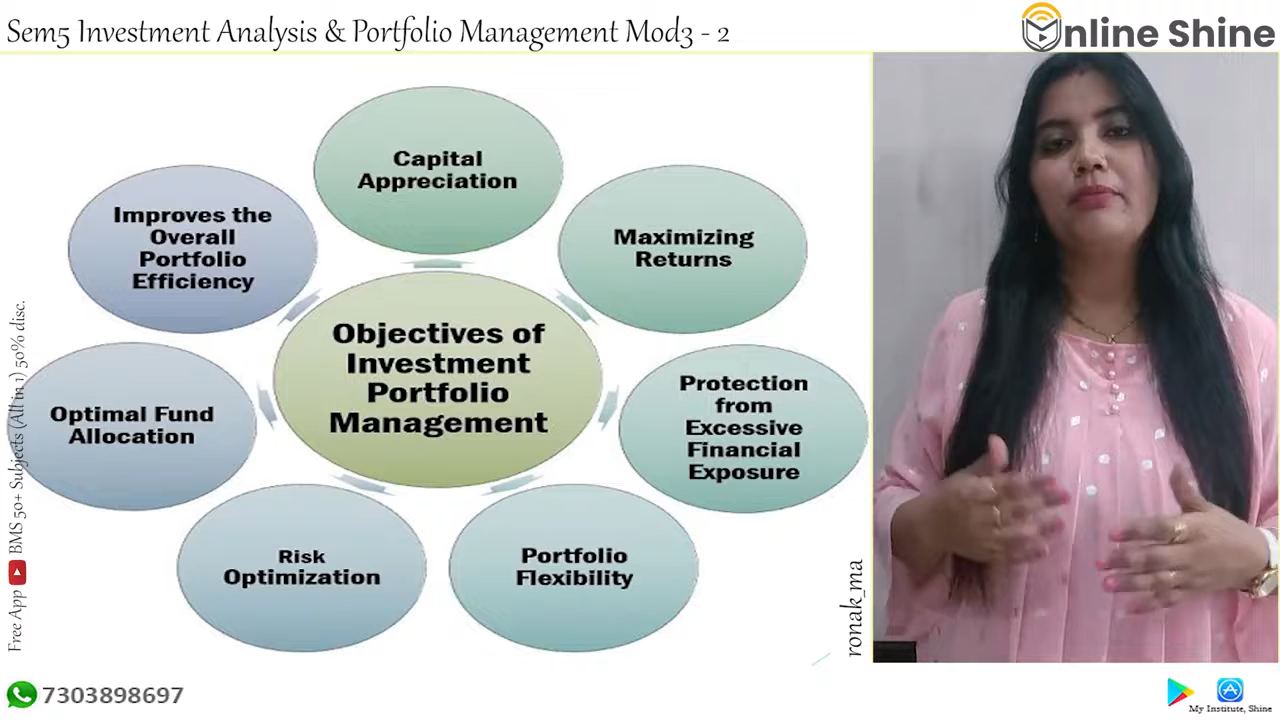 Sem5 Investment Analysis & Portfolio Management Mod3 - 2
Online Shine
Capital
Appreciation
Improves the
Overall
Portfolio
Efficiency
Maximizing
Returns
Objectives of
Investment
Portfolio
Management
Protection
from
Excessive
Financial
Exposure
Optimal Fund
Allocation
Risk
Optimization
Portfolio
Flexibility
Free App BMS 50+ Subjects (All in 1) 50% disc.
ronak_ma
7303898697
My Institute, Shine